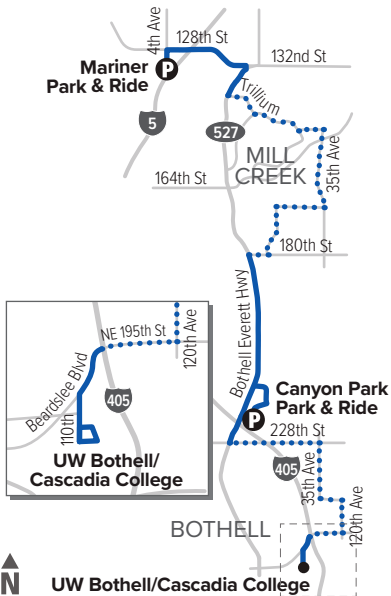 4th Ave
128th St
132nd St
Mariner
Park & Ride
P
Trillium
5
527
MILL
CREEK
35th Ave
164th St
180th St
Bothell Everett Hwy
NE 195th St
120th Ave
Beardslee Blvd
405
110th
UW Bothell/
Cascadia College
Canyon Park
Park & Ride
P
228th St
405
35th Ave
120th Ave
BOTHELL
N
UW Bothell/Cascadia College